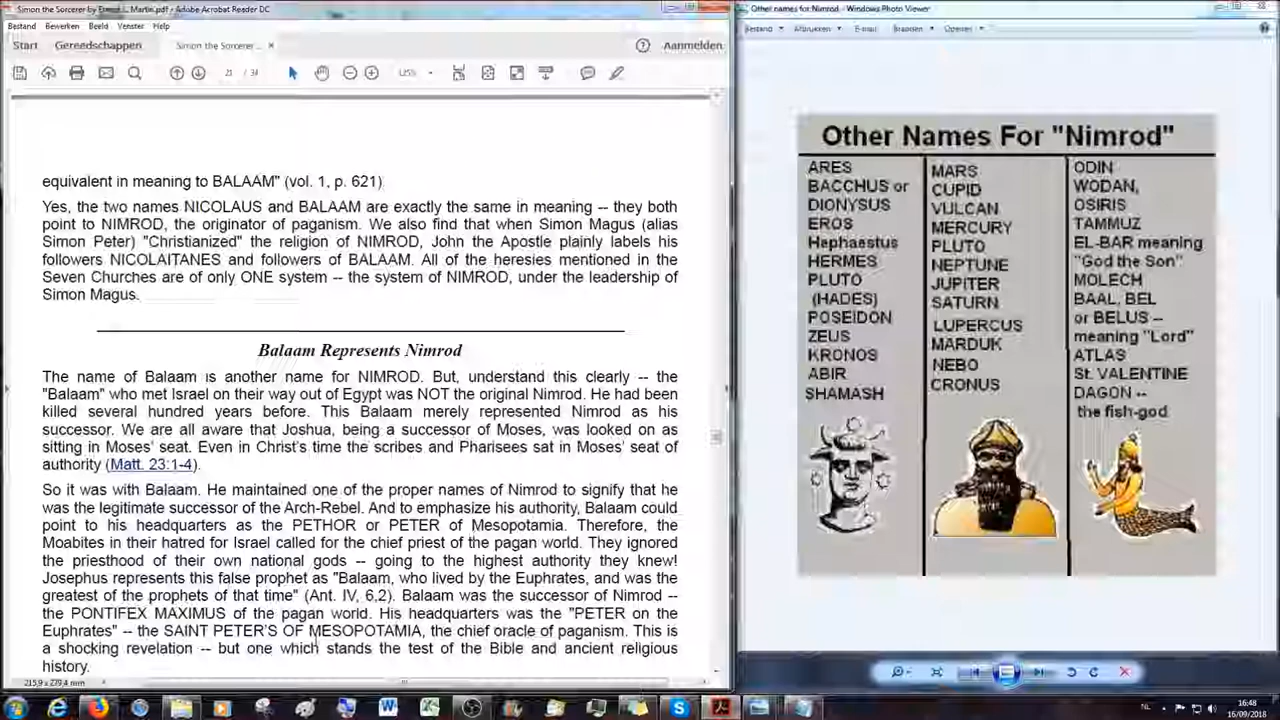 Simon the Sorcerer by Ernest L. Martin.pdf - Adobe Acrobat Reader DC
Bestand Bewerken Beeld Venster Help
Start Gereedschappen Simon the Sorcerer ... × Aanmelden
21 / 34 125%
equivalent in meaning to BALAAM" (vol. 1, p. 621)
Yes, the two names NICOLAUS and BALAAM are exactly the same in meaning -- they both
point to NIMROD, the originator of paganism. We also find that when Simon Magus (alias
Simon Peter) "Christianized" the religion of NIMROD, John the Apostle plainly labels his
followers NICOLAITANES and followers of BALAAM. All of the heresies mentioned in the
Seven Churches are of only ONE system -- the system of NIMROD, under the leadership of
Simon Magus.
Balaam Represents Nimrod
The name of Balaam is another name for NIMROD. But, understand this clearly -- the
"Balaam" who met Israel on their way out of Egypt was NOT the original Nimrod. He had been
killed several hundred years before. This Balaam merely represented Nimrod as his
successor. We are all aware that Joshua, being a successor of Moses, was looked on as
sitting in Moses' seat. Even in Christ's time the scribes and Pharisees sat in Moses' seat of
authority (Matt. 23:1-4).
So it was with Balaam. He maintained one of the proper names of Nimrod to signify that he
was the legitimate successor of the Arch-Rebel. And to emphasize his authority, Balaam could
point to his headquarters as the PETHOR or PETER of Mesopotamia. Therefore, the
Moabites in their hatred for Israel called for the chief priest of the pagan world. They ignored
the priesthood of their own national gods -- going to the highest authority they knew!
Josephus represents this false prophet as "Balaam, who lived by the Euphrates, and was the
greatest of the prophets of that time" (Ant. IV, 6,2). Balaam was the successor of Nimrod --
the PONTIFEX MAXIMUS of the pagan world. His headquarters was the "PETER on the
Euphrates" -- the SAINT PETER'S OF MESOPOTAMIA, the chief oracle of paganism. This is
a shocking revelation -- but one which stands the test of the Bible and ancient religious
history.
215,9 x 279,4 mm
Other names for Nimrod - Windows Photo Viewer
Bestand Afdrukken E-mail Branden Openen
Other Names For "Nimrod"
ARES
BACCHUS or
DIONYSUS
EROS
Hephaestus
HERMES
PLUTO
(HADES)
POSEIDON
ZEUS
KRONOS
ABIR
SHAMASH
MARS
CUPID
VULCAN
MERCURY
PLUTO
NEPTUNE
JUPITER
SATURN
LUPERCUS
MARDUK
NEBO
CRONUS
ODIN
WODAN,
OSIRIS
TAMMUZ
EL-BAR meaning
"God the Son"
MOLECH
BAAL, BEL
or BELUS --
meaning "Lord"
ATLAS
St. VALENTINE
DAGON --
the fish-god
NL
16:48
16/09/2018